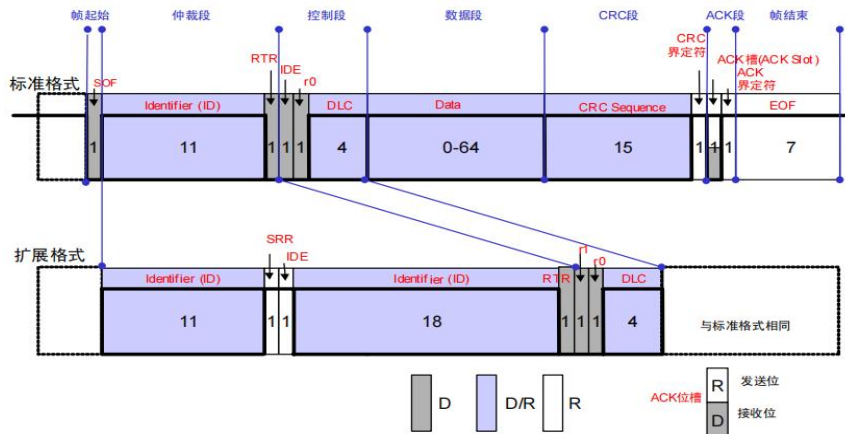 帧起始 仲裁段 控制段 数据段 CRC段 ACK段 帧结束
标准格式 SOF RTR IDE r0 CRC 界定符 ACK槽(ACK Slot) ACK 界定符
Identifier (ID) DLC Data CRC Sequence EOF
1 11 1 1 1 4 0-64 15 1 1 1 7
扩展格式 SRR IDE r1 r0
Identifier (ID) Identifier (ID) RTR DLC
11 1 1 18 1 1 1 4 与标准格式相同
D D/R R
ACK位槽 R 发送位
D 接收位